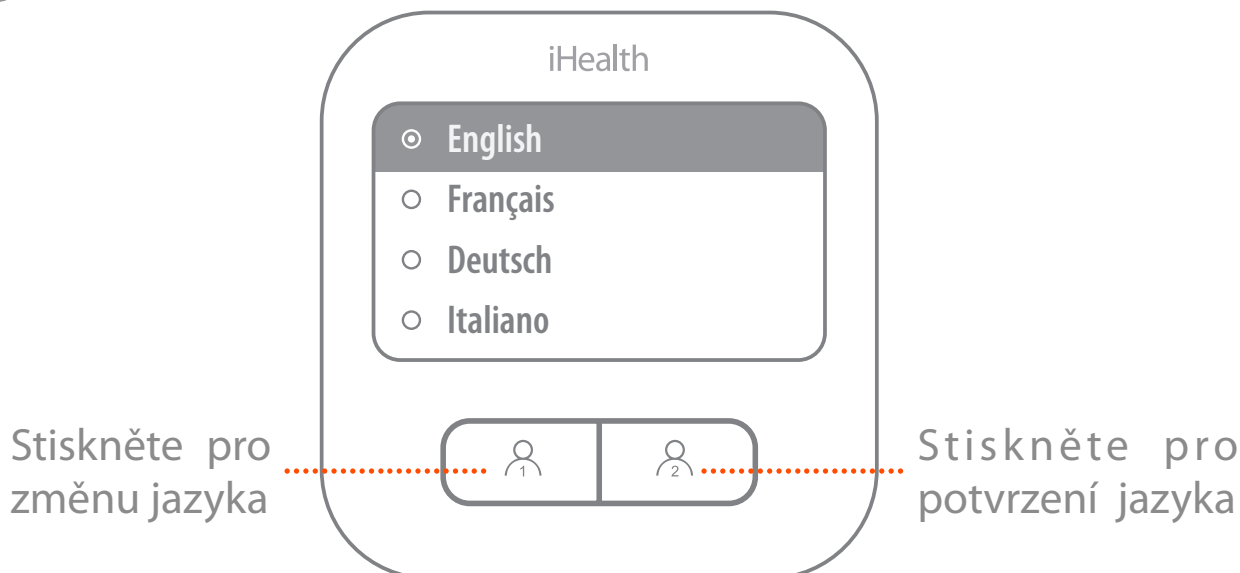 iHealth
English
Français
Deutsch
Italiano
Stiskněte pro
změnu jazyka
1
2
Stiskněte pro
potvrzení jazyka